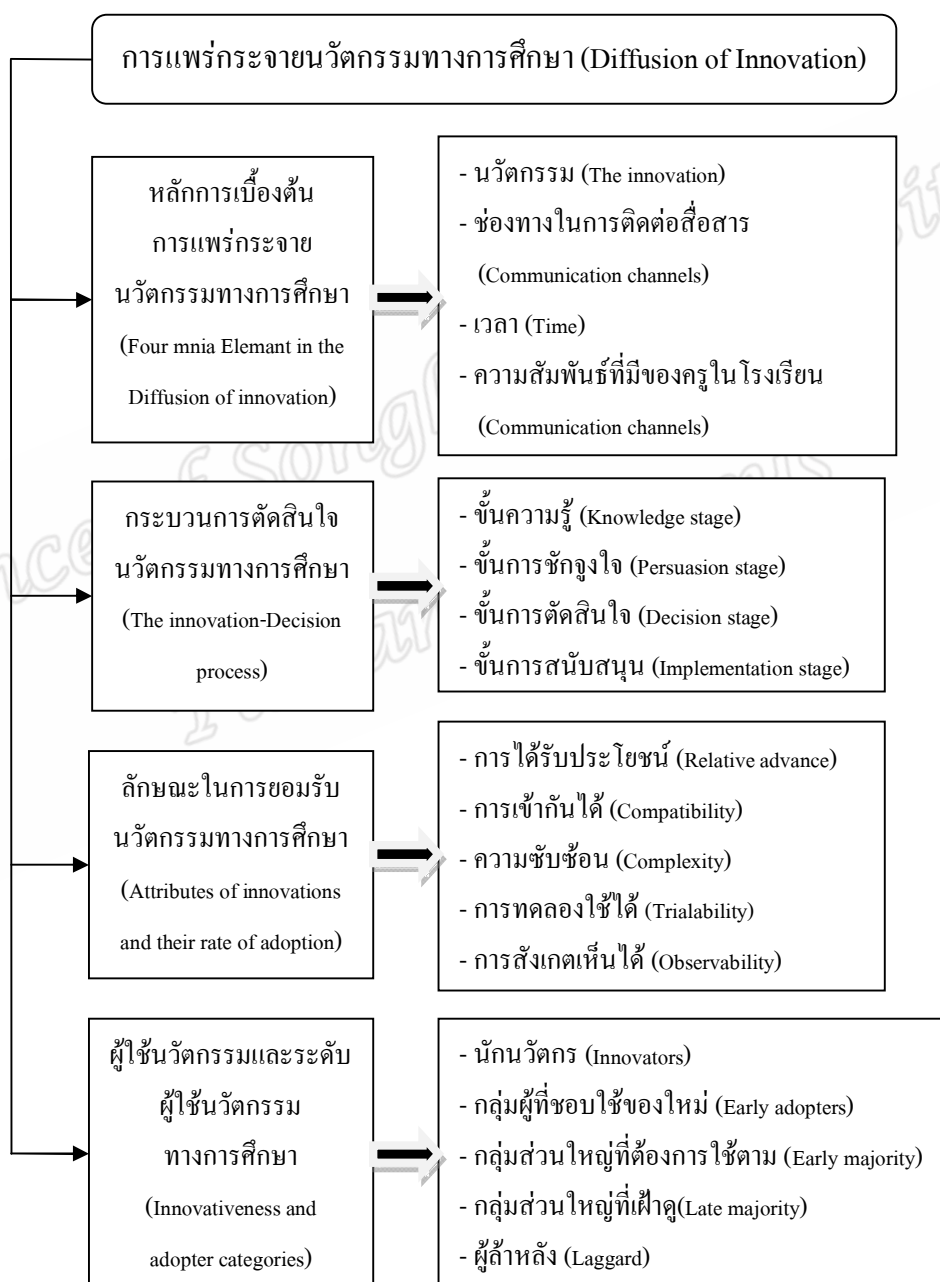 การแพร่กระจายนวัตกรรมทางการศึกษา (Diffusion of Innovation)
หลักการเบื้องต้น
การแพร่กระจาย
นวัตกรรมทางการศึกษา
(Four mnia Elemant in the
Diffusion of innovation)
- นวัตกรรม (The innovation)
- ช่องทางในการติดต่อสื่อสาร
(Communication channels)
- เวลา (Time)
- ความสัมพันธ์ที่มีของครูในโรงเรียน
(Communication channels)
กระบวนการตัดสินใจ
นวัตกรรมทางการศึกษา
(The innovation-Decision
process)
- ขั้นความรู้ (Knowledge stage)
- ขั้นการชักจูงใจ (Persuasion stage)
- ขั้นการตัดสินใจ (Decision stage)
- ขั้นการสนับสนุน (Implementation stage)
ลักษณะในการยอมรับ
นวัตกรรมทางการศึกษา
(Attributes of innovations
and their rate of adoption)
- การได้รับประโยชน์ (Relative advance)
- การเข้ากันได้ (Compatibility)
- ความซับซ้อน (Complexity)
- การทดลองใช้ได้ (Trialability)
- การสังเกตเห็นได้ (Observability)
ผู้ใช้นวัตกรรมและระดับ
ผู้ใช้นวัตกรรม
ทางการศึกษา
(Innovativeness and
adopter categories)
- นักนวัตกร (Innovators)
- กลุ่มผู้ที่ชอบใช้ของใหม่ (Early adopters)
- กลุ่มส่วนใหญ่ที่ต้องการใช้ตาม (Early majority)
- กลุ่มส่วนใหญ่ที่เฝ้าดู(Late majority)
- ผู้ล้าหลัง (Laggard)